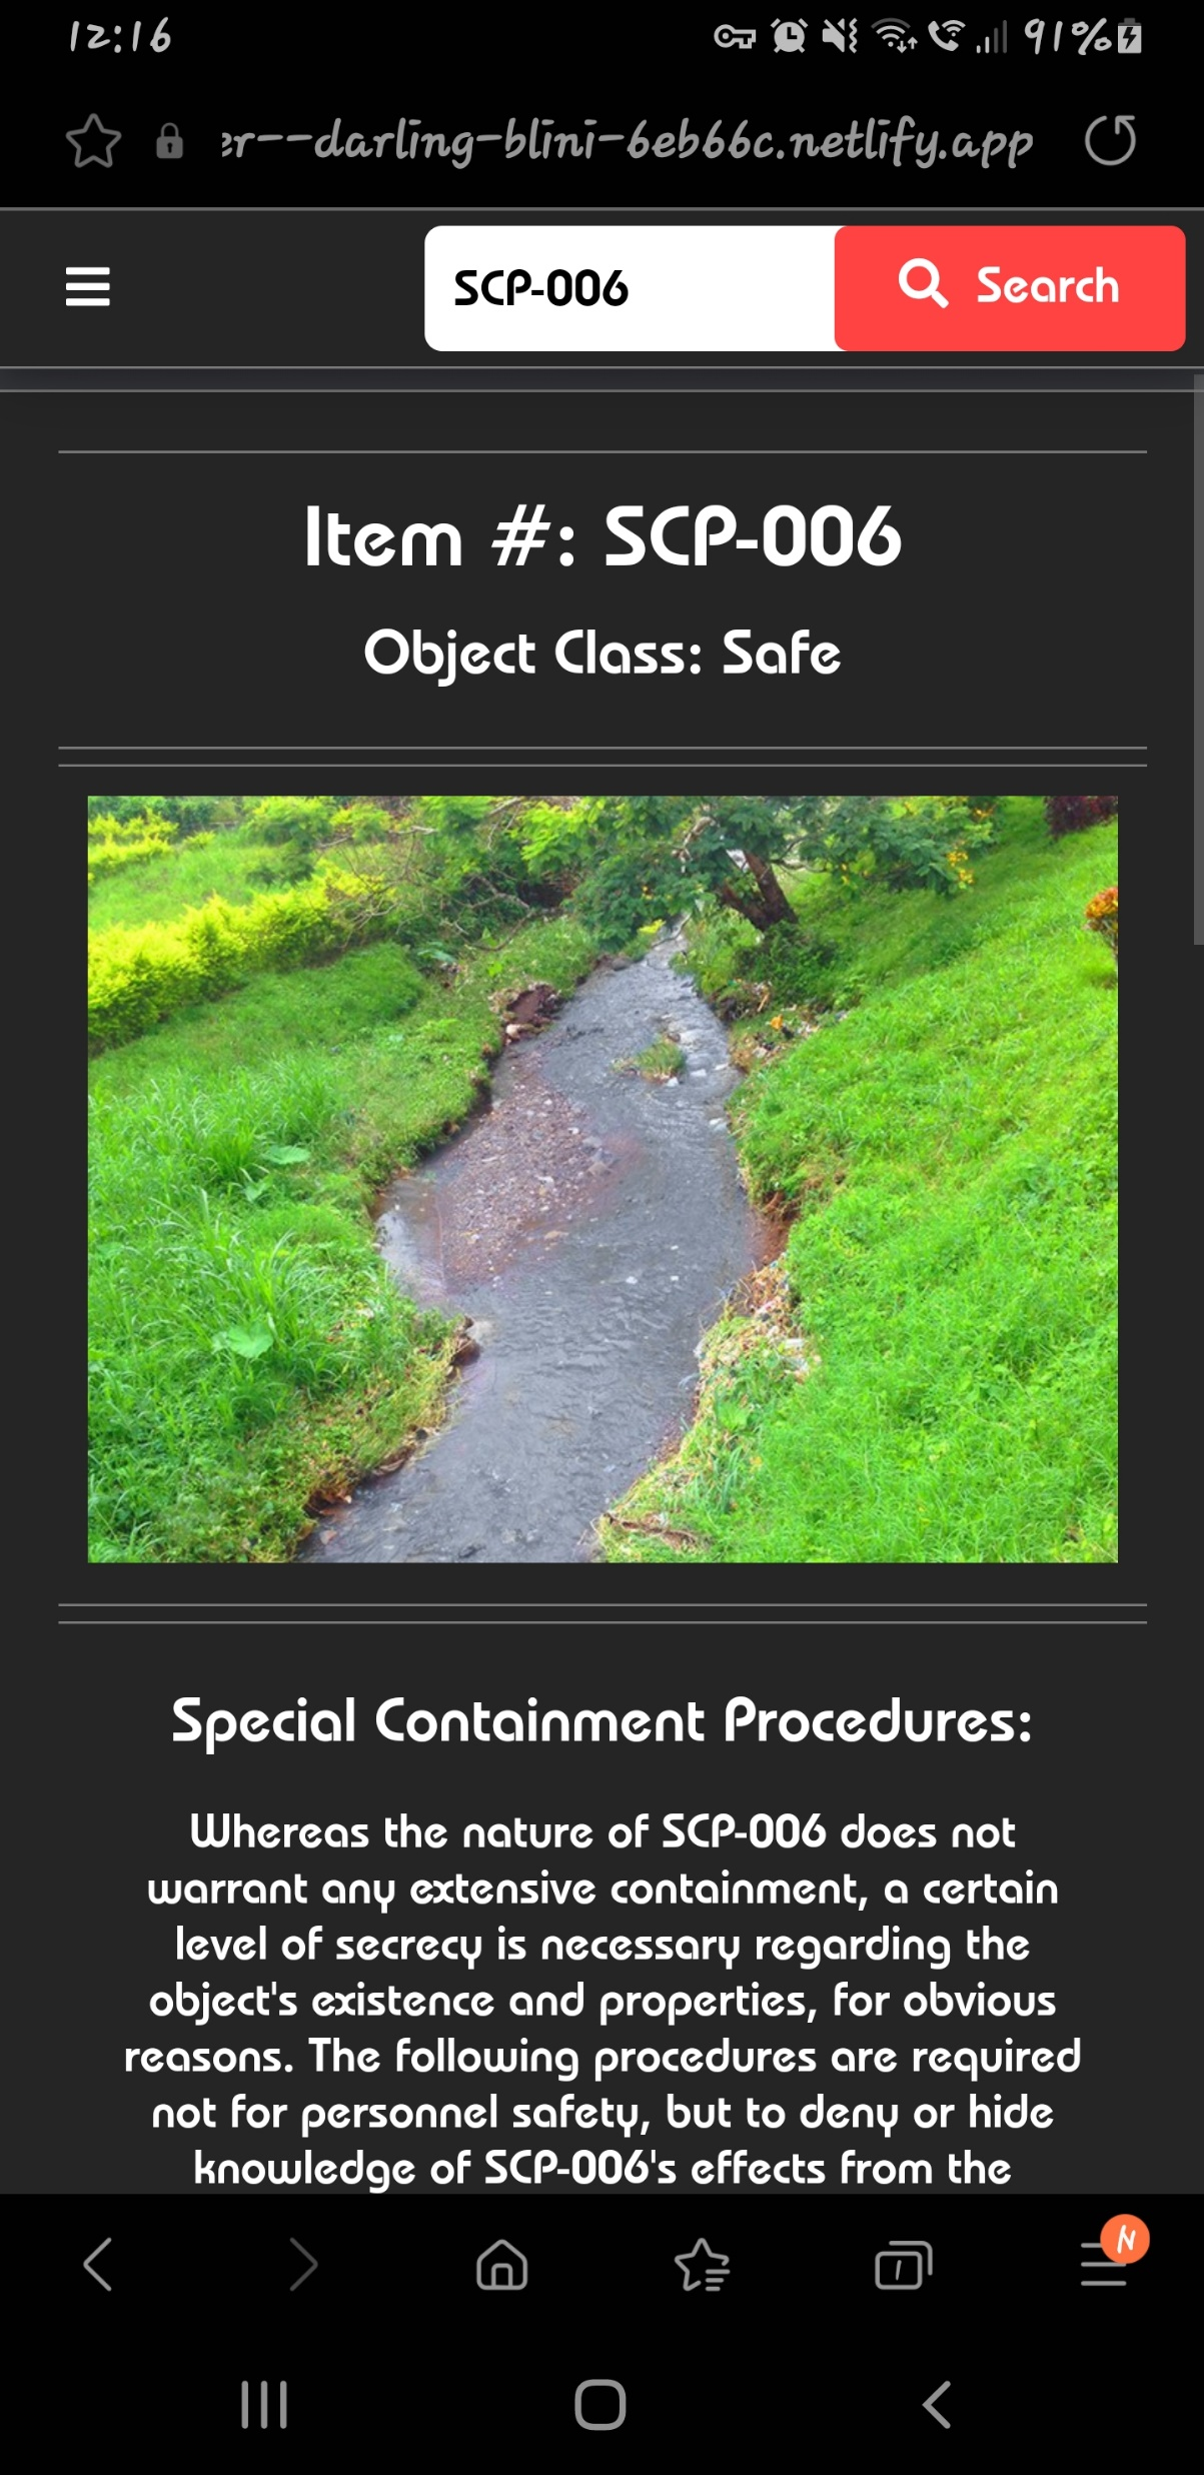 12:16
91%
er--darling-blini-6eb66c.netlify.app
SCP-006
Search
Item #: SCP-006
Object Class: Safe
Special Containment Procedures:
Whereas the nature of SCP-006 does not
warrant any extensive containment, a certain
level of secrecy is necessary regarding the
object's existence and properties, for obvious
reasons. The following procedures are required
not for personnel safety, but to deny or hide
knowledge of SCP-006's effects from the
1
N